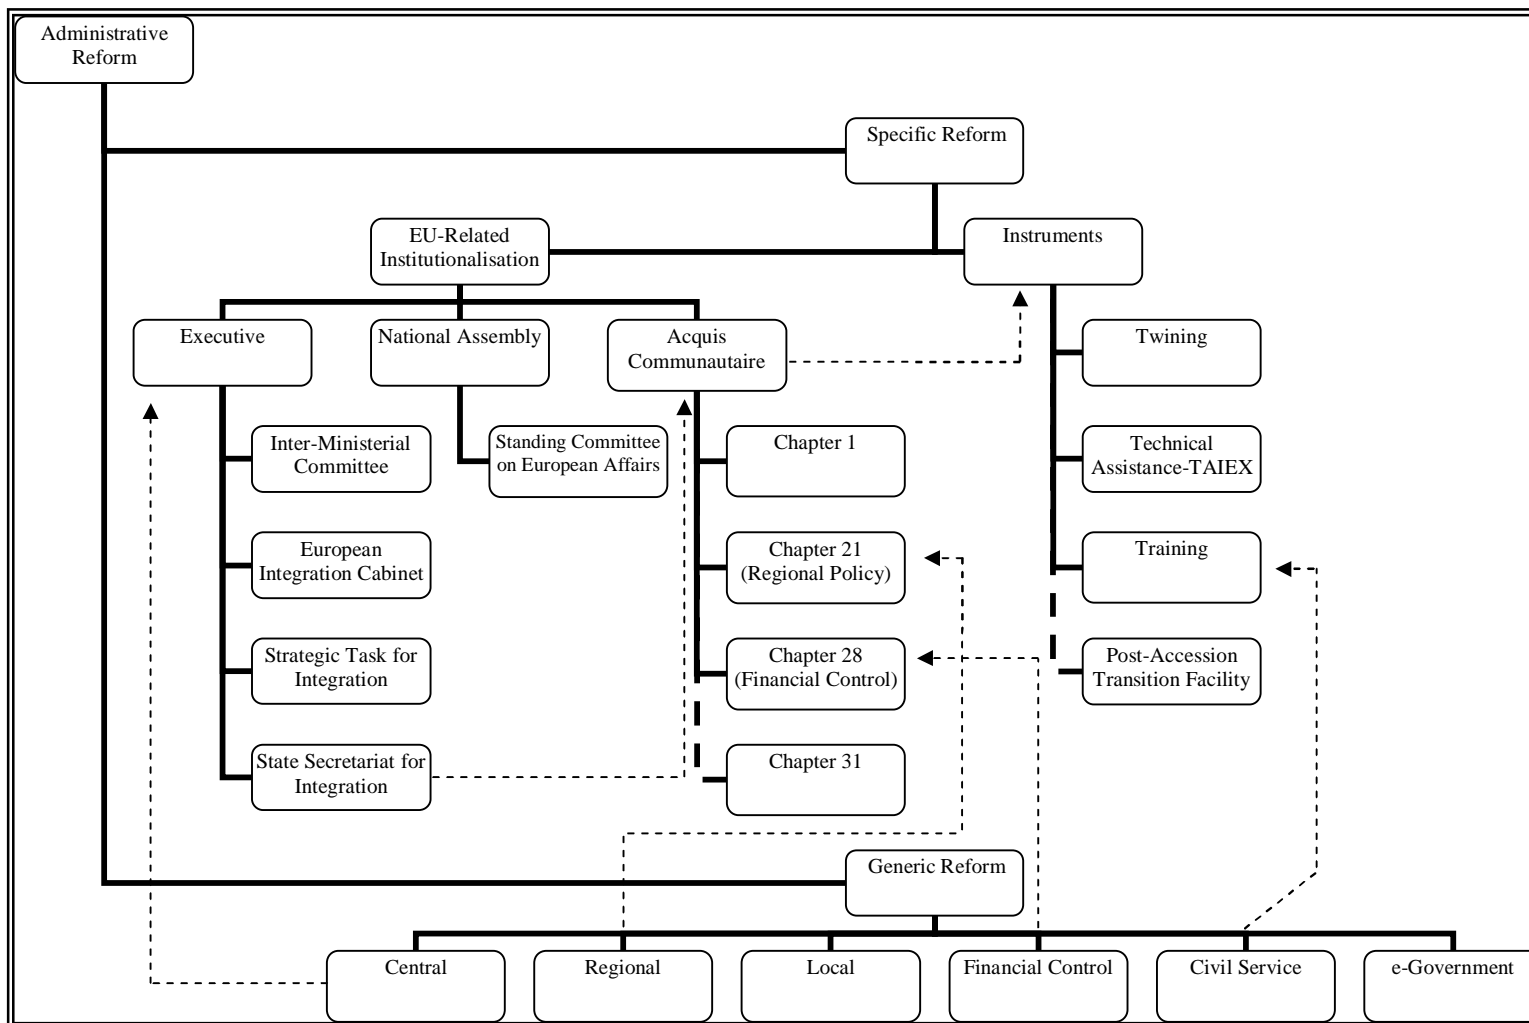 Administrative
Reform
Specific Reform
EU-Related
Institutionalisation
Instruments
Executive
National Assembly
Acquis
Communautaire
Twining
Inter-Ministerial
Committee
Standing Committee
on European Affairs
Chapter 1
Technical
Assistance-TAIEX
European
Integration Cabinet
Chapter 21
(Regional Policy)
Training
Strategic Task for
Integration
Chapter 28
(Financial Control)
Post-Accession
Transition Facility
State Secretariat for
Integration
Chapter 31
Generic Reform
Central
Regional
Local
Financial Control
Civil Service
e-Government